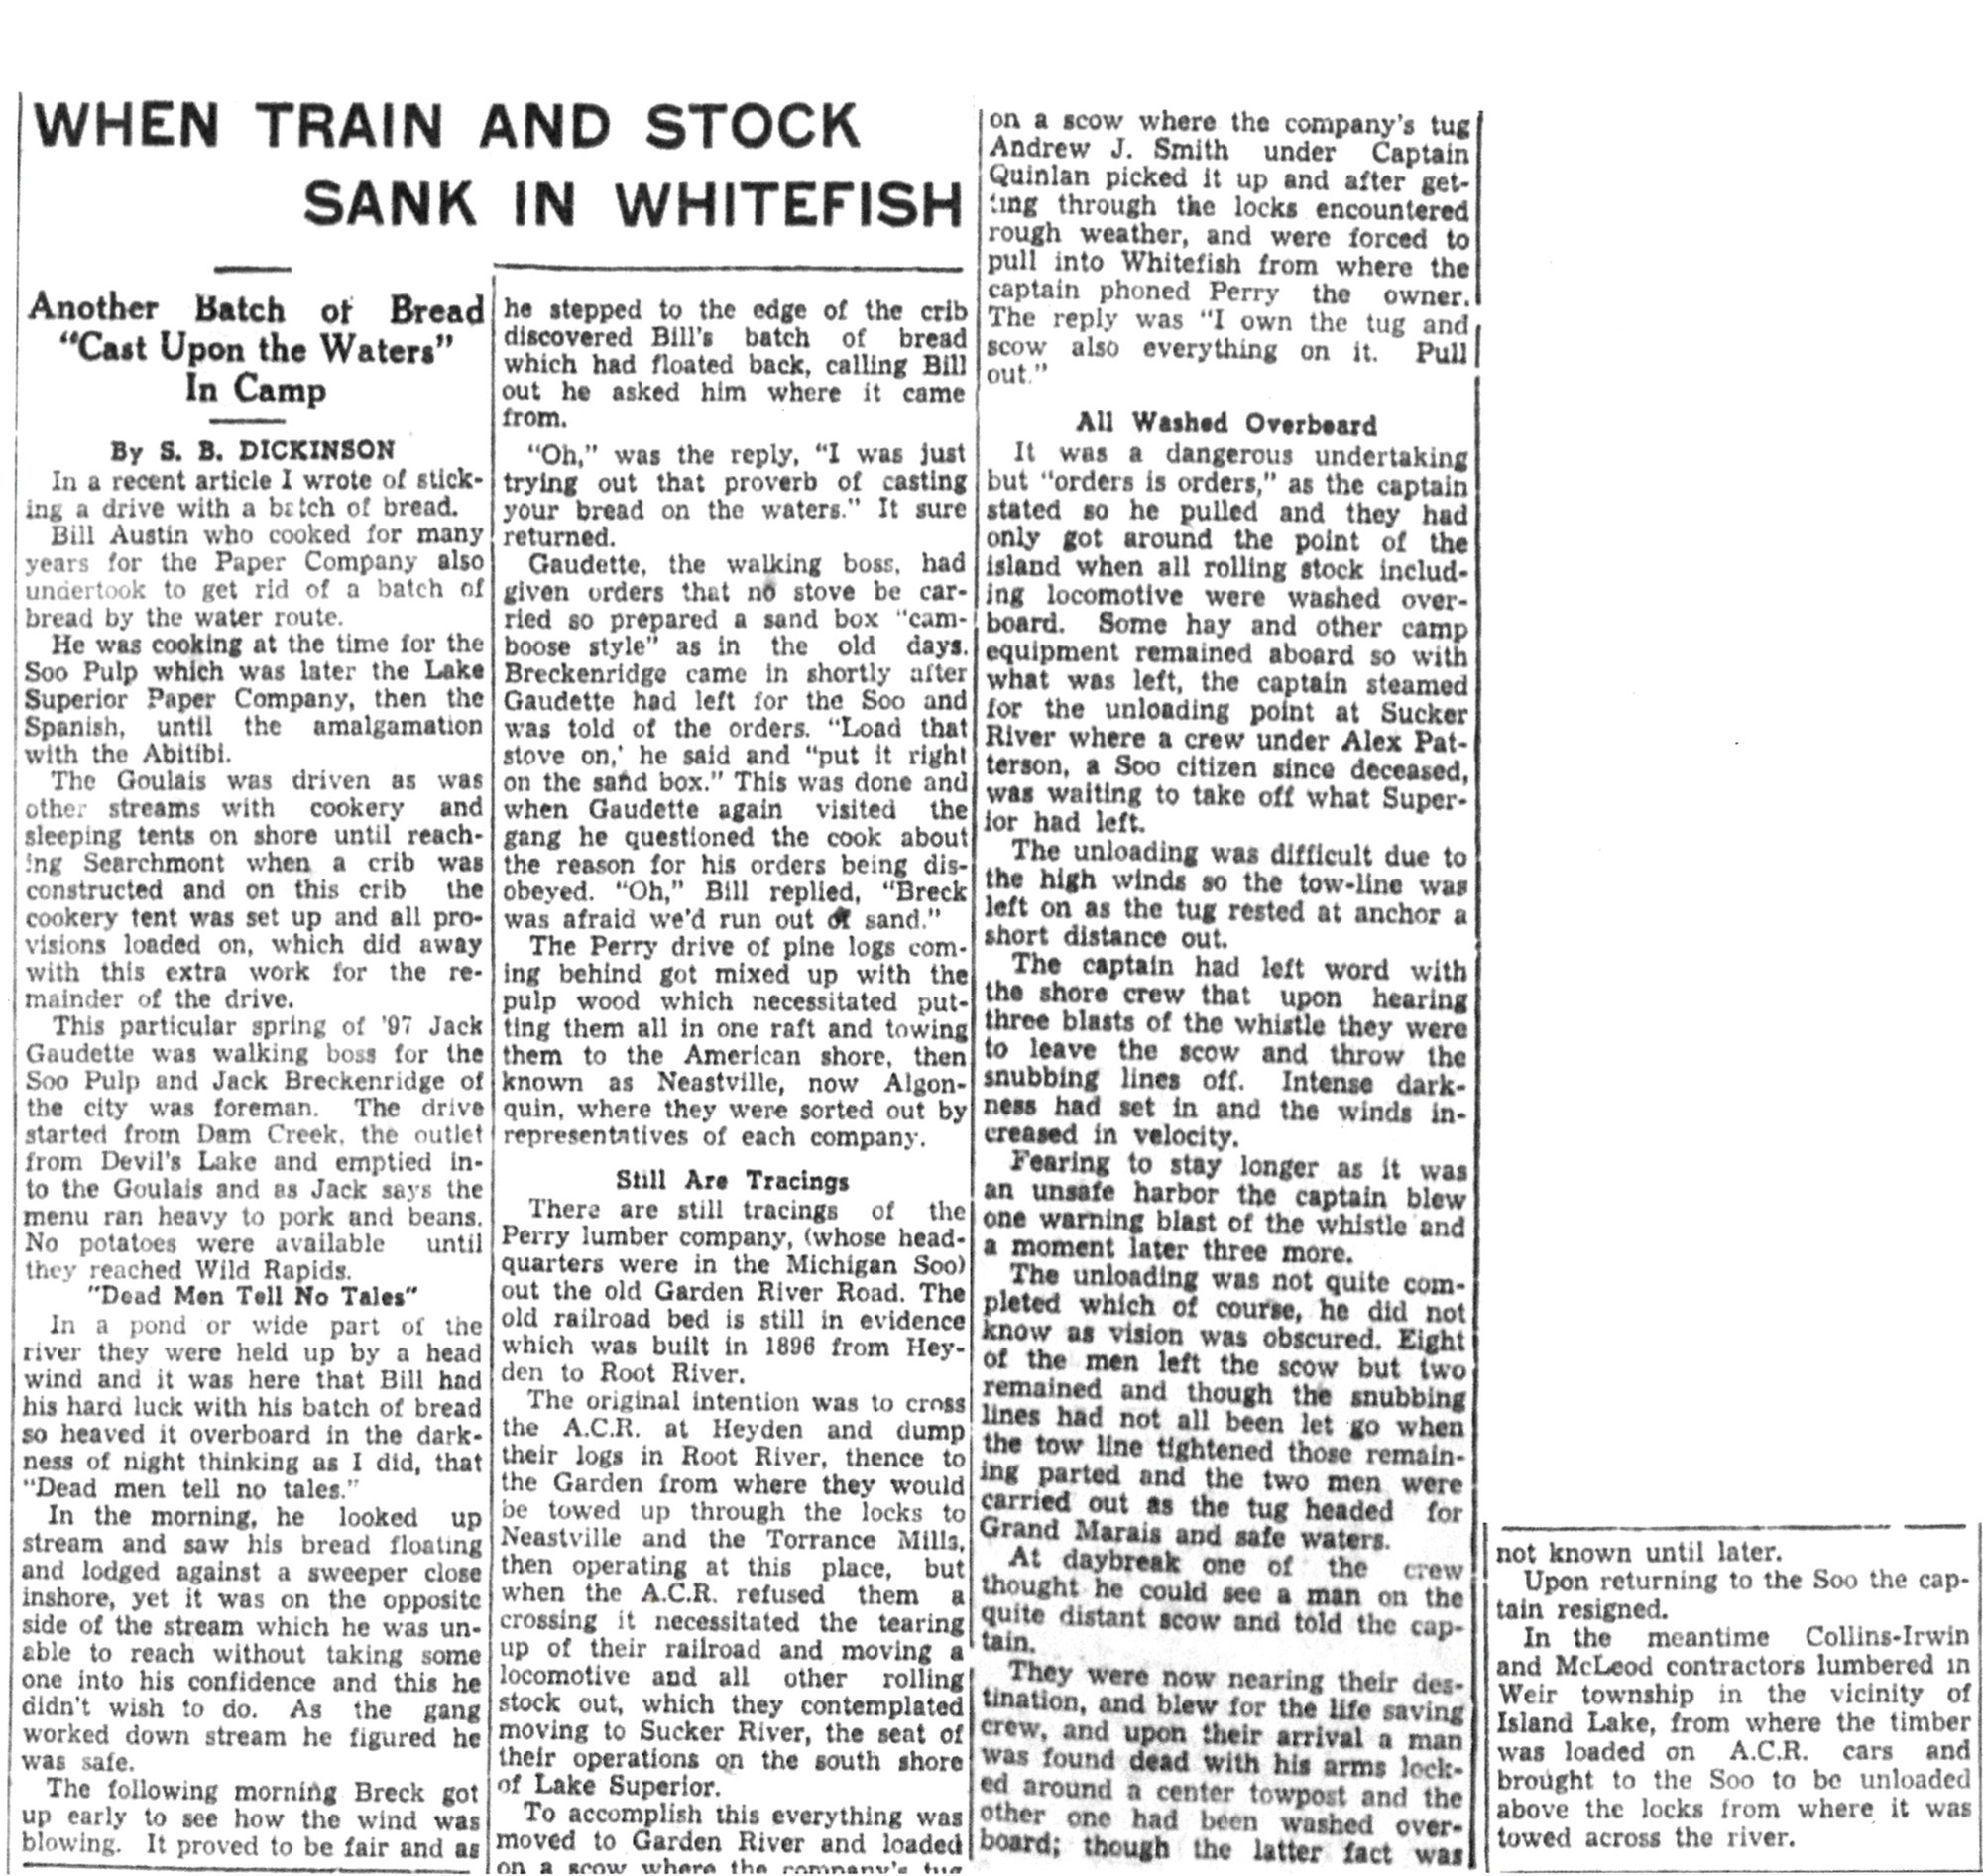 WHEN TRAIN AND STOCK
SANK IN WHITEFISH
Another Batch of Bread
"Cast Upon the Waters"
In Camp
By S. B. DICKINSON
In a recent article I wrote of stick-
ing a drive with a batch of bread.
Bill Austin who cooked for many
years for the Paper Company also
undertook to get rid of a batch of
bread by the water route.
He was cooking at the time for the
Soo Pulp which was later the Lake
Superior Paper Company, then the
Spanish, until the amalgamation
with the Abitibi.
The Goulais was driven as was
other streams with cookery and
sleeping tents on shore until reach-
ing Searchmont when a crib was
constructed and on this crib the
cookery tent was set up and all pro-
visions loaded on, which did away
with this extra work for the re-
mainder of the drive.
This particular spring of '97 Jack
Gaudette was walking boss for the
Soo Pulp and Jack Breckenridge of
the city was foreman. The drive
started from Dam Creek, the outlet
from Devil's Lake and emptied in-
to the Goulais and as Jack says the
menu ran heavy to pork and beans.
No potatoes were available until
they reached Wild Rapids.
"Dead Men Tell No Tales"
In a pond or wide part of the
river they were held up by a head
wind and it was here that Bill had
his hard luck with his batch of bread
so heaved it overboard in the dark-
ness of night thinking as I did, that
"Dead men tell no tales."
In the morning, he looked up
stream and saw his bread floating
and lodged against a sweeper close
inshore, yet it was on the opposite
side of the stream which he was un-
able to reach without taking some
one into his confidence and this he
didn't wish to do. As the gang
worked down stream he figured he
was safe.
The following morning Breck got
up early to see how the wind was
blowing. It proved to be fair and as
he stepped to the edge of the crib
discovered Bill's batch of bread
which had floated back, calling Bill
out he asked him where it came
from.
"Oh," was the reply, "I was just
trying out that proverb of casting
your bread on the waters." It sure
returned.
Gaudette, the walking boss, had
given orders that no stove be car-
ried so prepared a sand box "cam-
boose style" as in the old days.
Breckenridge came in shortly after
Gaudette had left for the Soo and
was told of the orders. "Load that
stove on,' he said and "put it right
on the sand box." This was done and
when Gaudette again visited the
gang he questioned the cook about
the reason for his orders being dis-
obeyed. "Oh," Bill replied, "Breck
was afraid we'd run out of sand."
The Perry drive of pine logs com-
ing behind got mixed up with the
pulp wood which necessitated put-
ting them all in one raft and towing
them to the American shore, then
known as Neastville, now Algon-
quin, where they were sorted out by
representatives of each company.
Still Are Tracings
There are still tracings of the
Perry lumber company, (whose head-
quarters were in the Michigan Soo)
out the old Garden River Road. The
old railroad bed is still in evidence
which was built in 1896 from Hey-
den to Root River.
The original intention was to cross
the A.C.R. at Heyden and dump
their logs in Root River, thence to
the Garden from where they would
be towed up through the locks to
Neastville and the Torrance Mills,
then operating at this place, but
when the A.C.R. refused them a
crossing it necessitated the tearing
up of their railroad and moving a
locomotive and all other rolling
stock out, which they contemplated
moving to Sucker River, the seat of
their operations on the south shore
of Lake Superior.
To accomplish this everything was
moved to Garden River and loaded
on a scow where the company's tug
on a scow where the company's tug
Andrew J. Smith under Captain
Quinlan picked it up and after get-
ting through the locks encountered
rough weather, and were forced to
pull into Whitefish from where the
captain phoned Perry the owner.
The reply was "I own the tug and
scow also everything on it. Pull
out."
All Washed Overboard
It was a dangerous undertaking
but "orders is orders," as the captain
stated so he pulled and they had
only got around the point of the
island when all rolling stock includ-
ing locomotive were washed over-
board. Some hay and other camp
equipment remained aboard so with
what was left, the captain steamed
for the unloading point at Sucker
River where a crew under Alex Pat-
terson, a Soo citizen since deceased,
was waiting to take off what Super-
ior had left.
The unloading was difficult due to
the high winds so the tow-line was
left on as the tug rested at anchor a
short distance out.
The captain had left word with
the shore crew that upon hearing
three blasts of the whistle they were
to leave the scow and throw the
snubbing lines off. Intense dark-
ness had set in and the winds in-
creased in velocity.
Fearing to stay longer as it was
an unsafe harbor the captain blew
one warning blast of the whistle and
a moment later three more.
The unloading was not quite com-
pleted which of course, he did not
know as vision was obscured. Eight
of the men left the scow but two
remained and though the snubbing
lines had not all been let go when
the tow line tightened those remain-
ing parted and the two men were
carried out as the tug headed for
Grand Marais and safe waters.
At daybreak one of the crew
thought he could see a man on the
quite distant scow and told the cap-
tain.
They were now nearing their des-
tination, and blew for the life saving
crew, and upon their arrival a man
was found dead with his arms lock-
ed around a center towpost and the
other one had been washed over-
board; though the latter fact was
not known until later.
Upon returning to the Soo the cap-
tain resigned.
In the meantime Collins-Irwin
and McLeod contractors lumbered in
Weir township in the vicinity of
Island Lake, from where the timber
was loaded on A.C.R. cars and
brought to the Soo to be unloaded
above the locks from where it was
towed across the river.